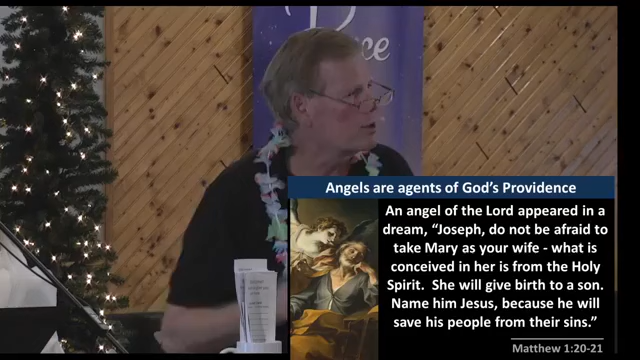 P
ce
Angels are agents of God's Providence
An angel of the Lord appeared in a
dream, "Joseph, do not be afraid to
take Mary as your wife - what is
conceived in her is from the Holy
Spirit.  She will give birth to a son.
Name him Jesus, because he will
save his people from their sins."
Matthew 1:20-21